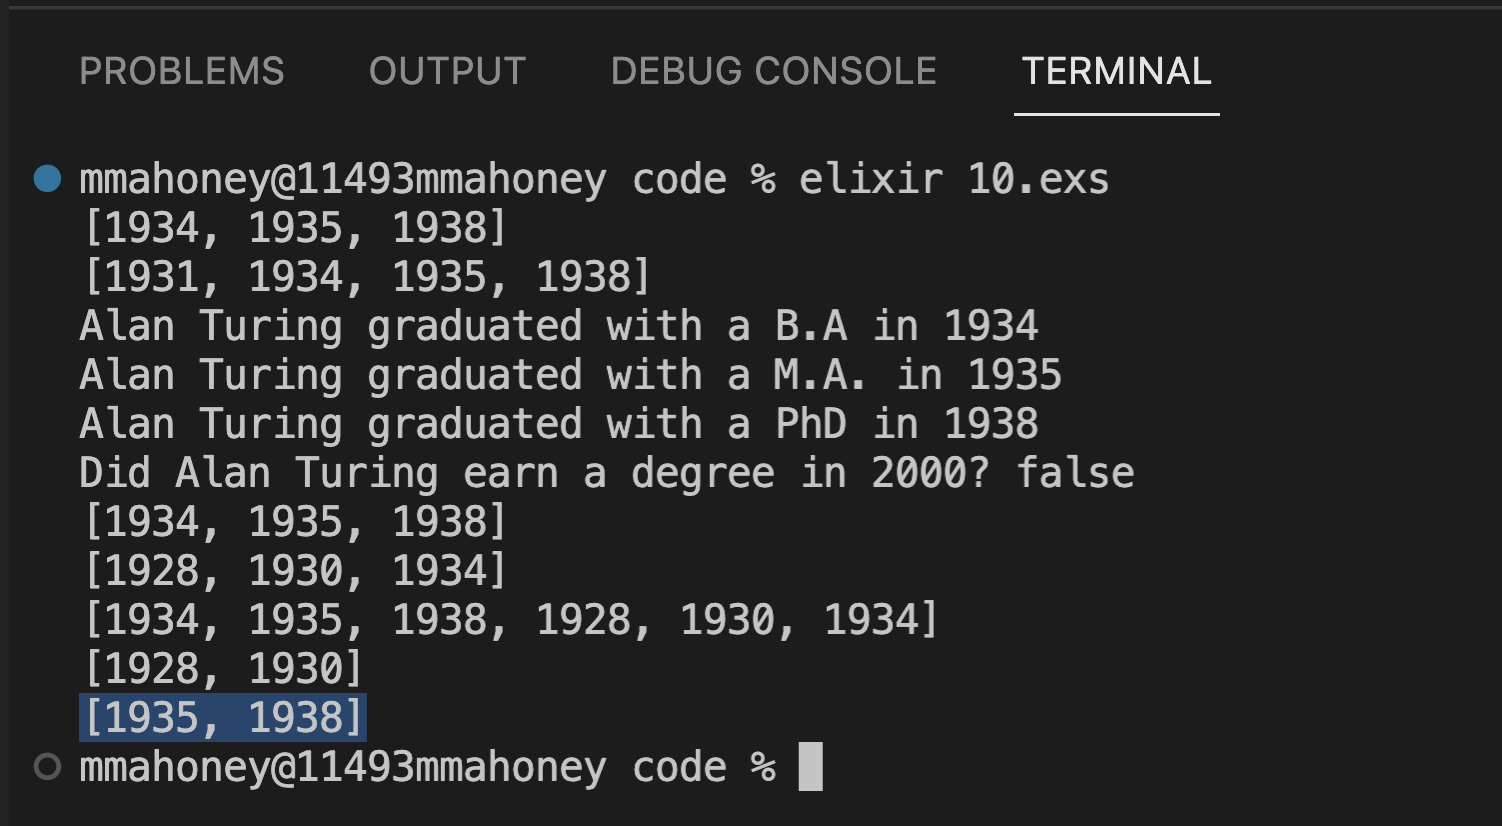 PROBLEMS OUTPUT DEBUG CONSOLE TERMINAL
mmahoney@11493mmahoney code % elixir 10.exs
[1934, 1935, 1938]
[1931, 1934, 1935, 1938]
Alan Turing graduated with a B.A in 1934
Alan Turing graduated with a M.A. in 1935
Alan Turing graduated with a PhD in 1938
Did Alan Turing earn a degree in 2000? false
[1934, 1935, 1938]
[1928, 1930, 1934]
[1934, 1935, 1938, 1928, 1930, 1934]
[1928, 1930]
[1935, 1938]
mmahoney@11493mmahoney code %